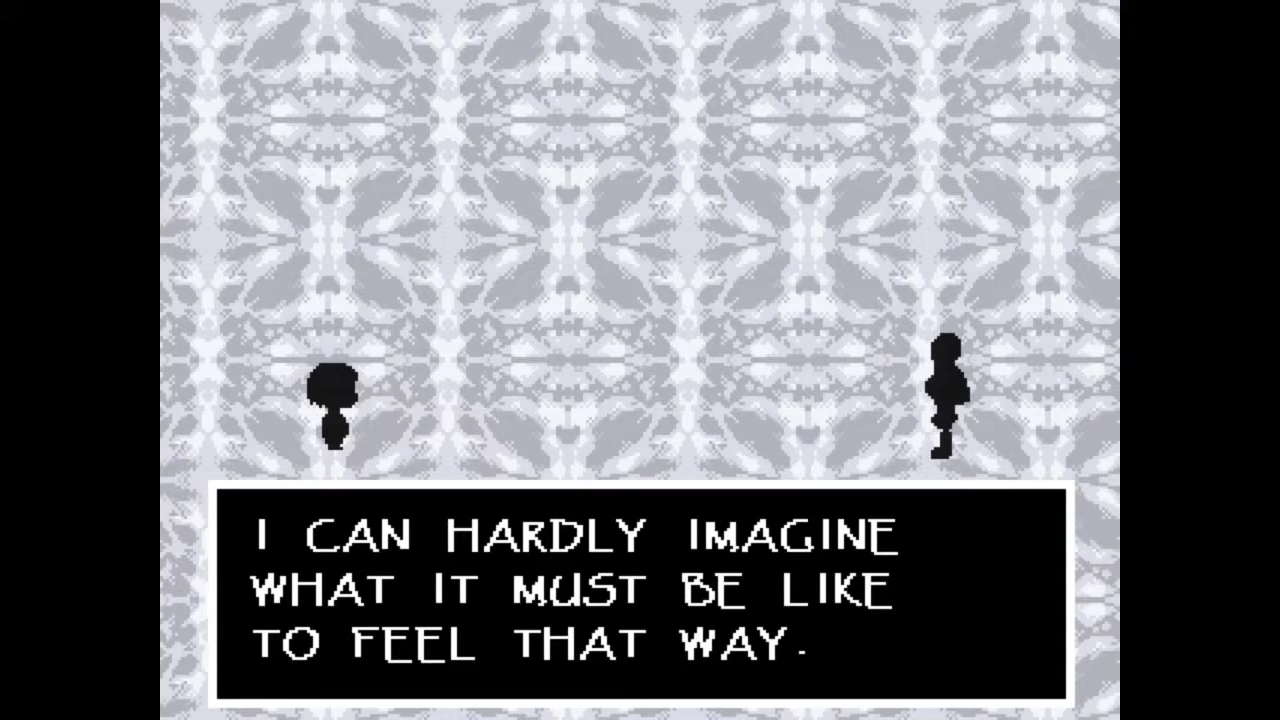 I CAN HARDLY IMAGINE
WHAT IT MUST BE LIKE
TO FEEL THAT WAY.